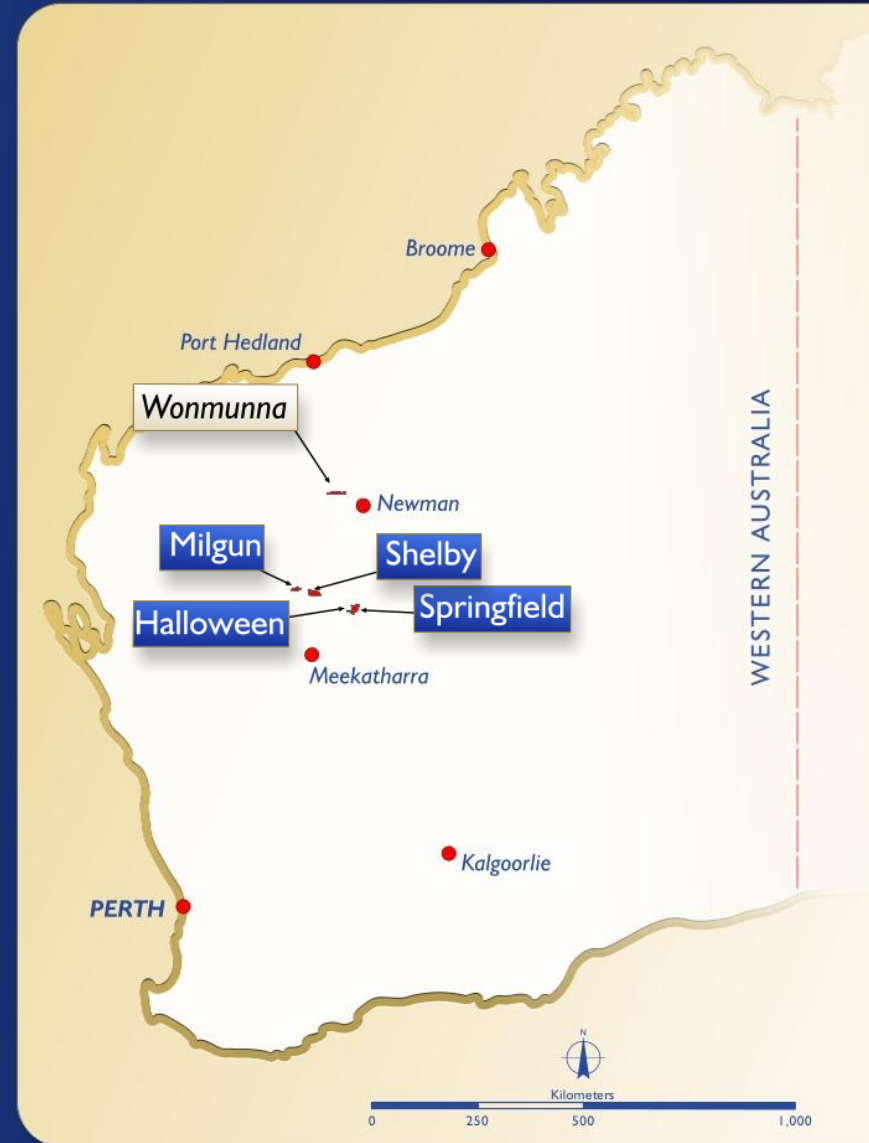 Broome
Port Hedland
Wonmunna
Newman
Milgun
Shelby
Halloween
Springfield
Meekatharra
WESTERN AUSTRALIA
Kalgoorlie
PERTH
N
Kilometers
0 250 500 1,000